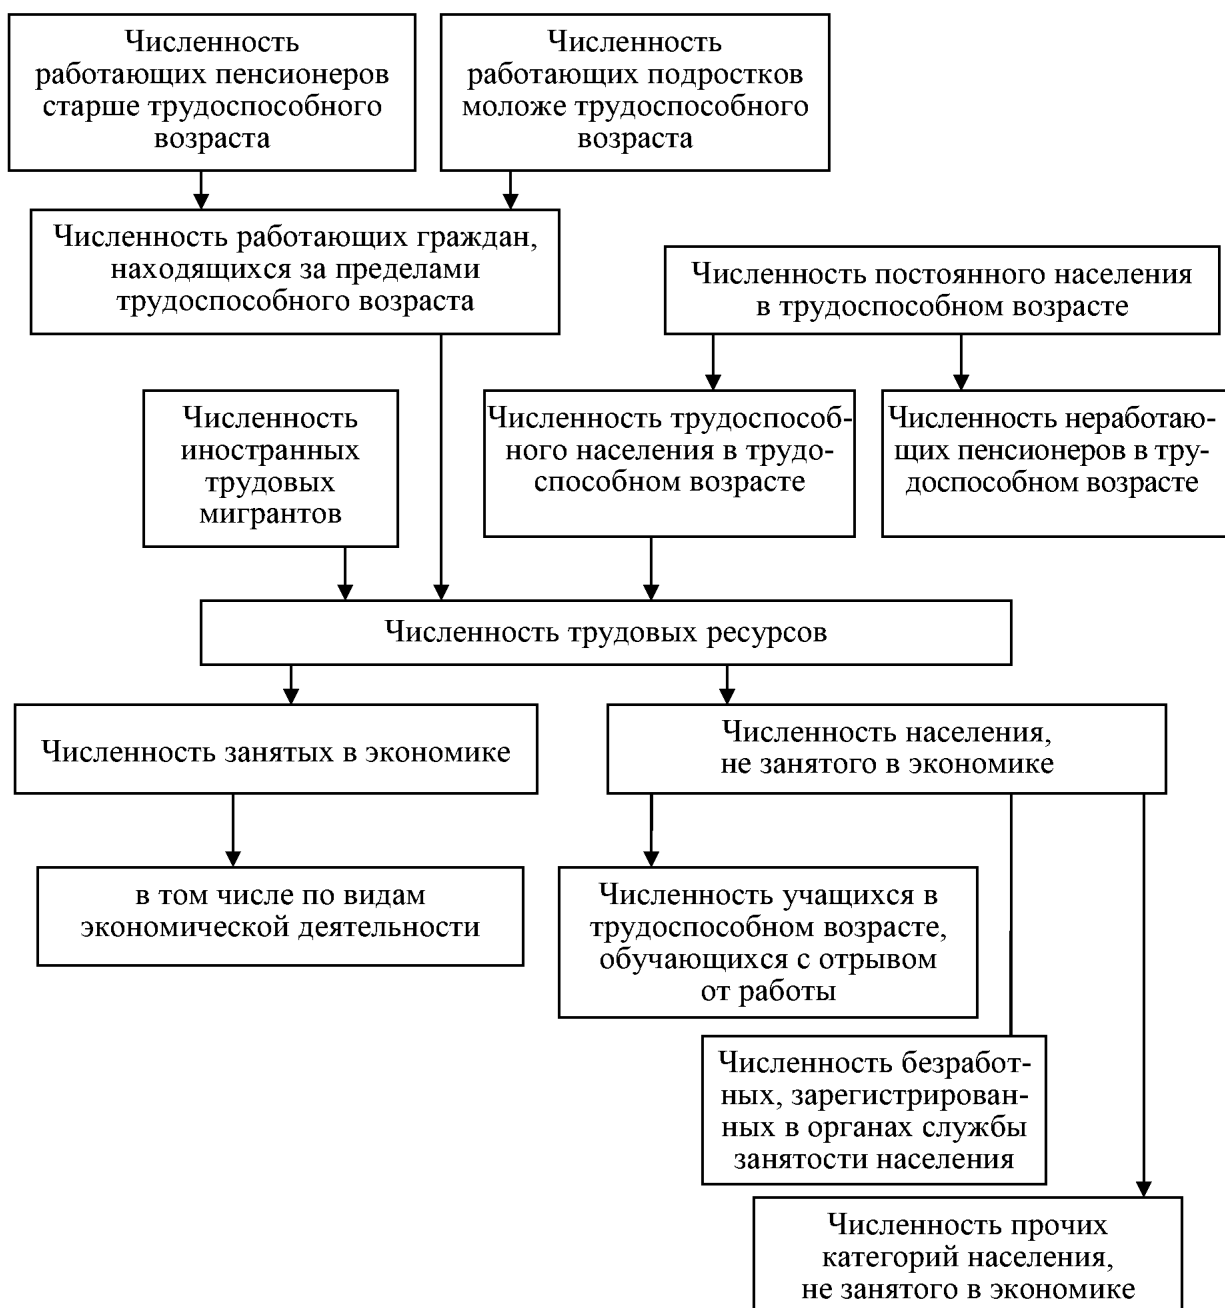 Численность
работающих пенсионеров
старше трудоспособного
возраста
Численность
работающих подростков
моложе трудоспособного
возраста
Численность работающих граждан,
находящихся за пределами
трудоспособного возраста
Численность постоянного населения
в трудоспособном возрасте
Численность
иностранных
трудовых
мигрантов
Численность трудоспособ-
ного населения в трудо-
способном возрасте
Численность неработаю-
щих пенсионеров в тру-
доспособном возрасте
Численность трудовых ресурсов
Численность занятых в экономике
Численность населения,
не занятого в экономике
в том числе по видам
экономической деятельности
Численность учащихся в
трудоспособном возрасте,
обучающихся с отрывом
от работы
Численность безработ-
ных, зарегистрирован-
ных в органах службы
занятости населения
Численность прочих
категорий населения,
не занятого в экономике